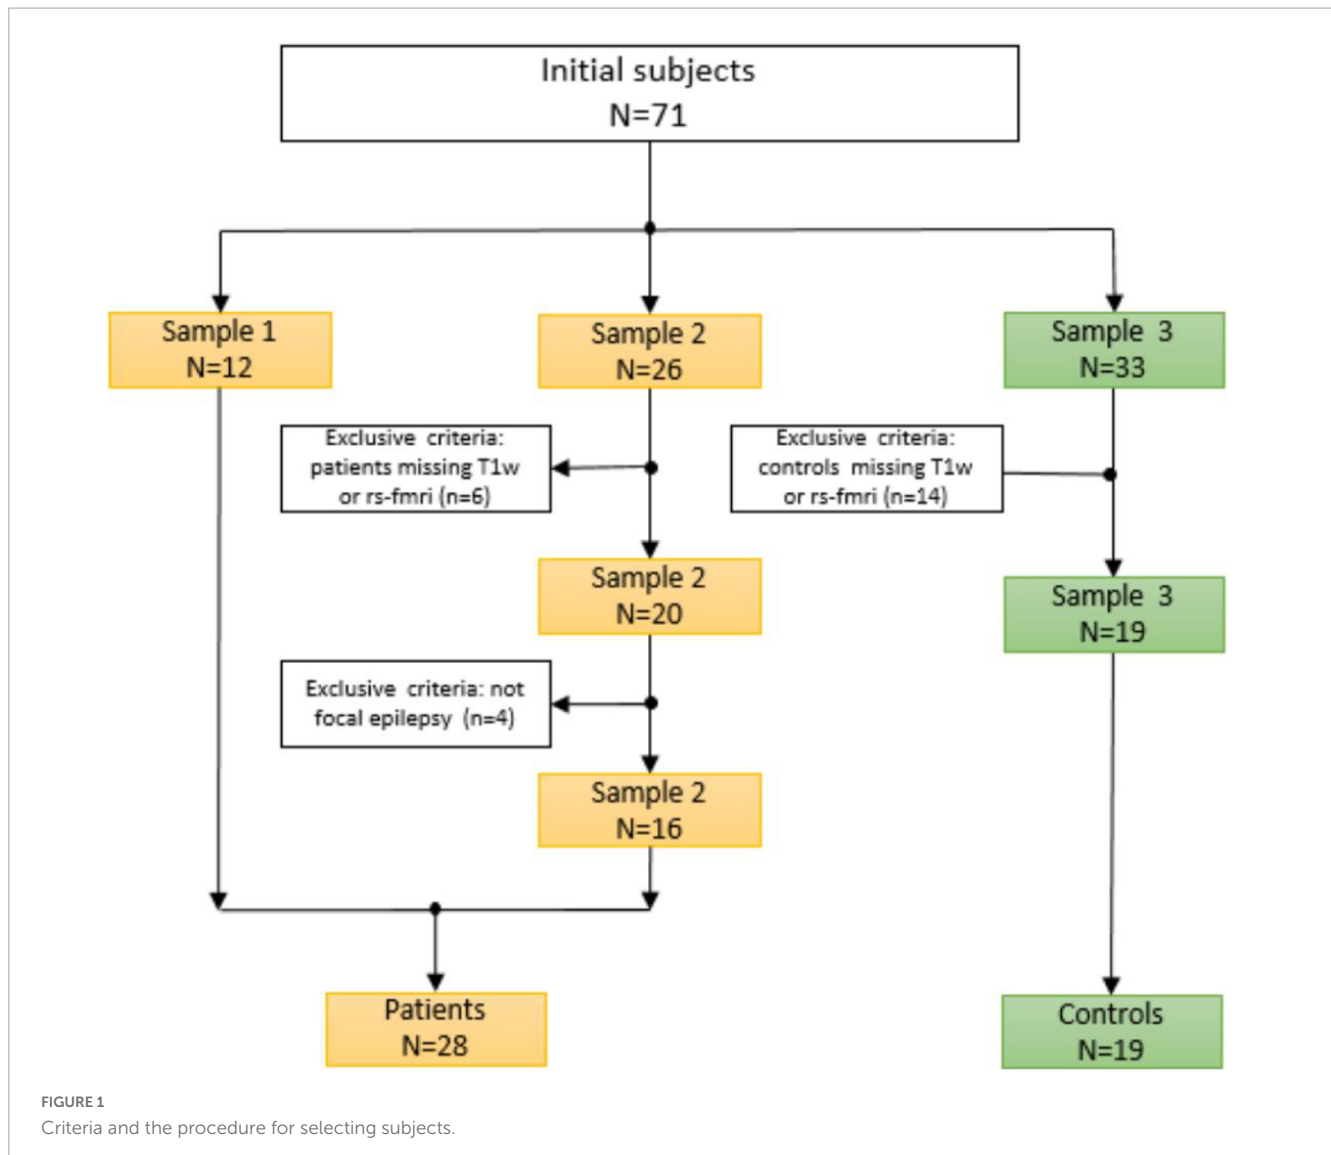 Initial subjects
N=71
Sample 1
N=12
Sample 2
N=26
Sample 3
N=33
Exclusive criteria:
patients missing T1w
or rs-fmri (n=6)
Exclusive criteria:
controls missing T1w
or rs-fmri (n=14)
Sample 2
N=20
Sample 3
N=19
Exclusive criteria: not
focal epilepsy (n=4)
Sample 2
N=16
Patients
N=28
Controls
N=19
FIGURE 1
Criteria and the procedure for selecting subjects.